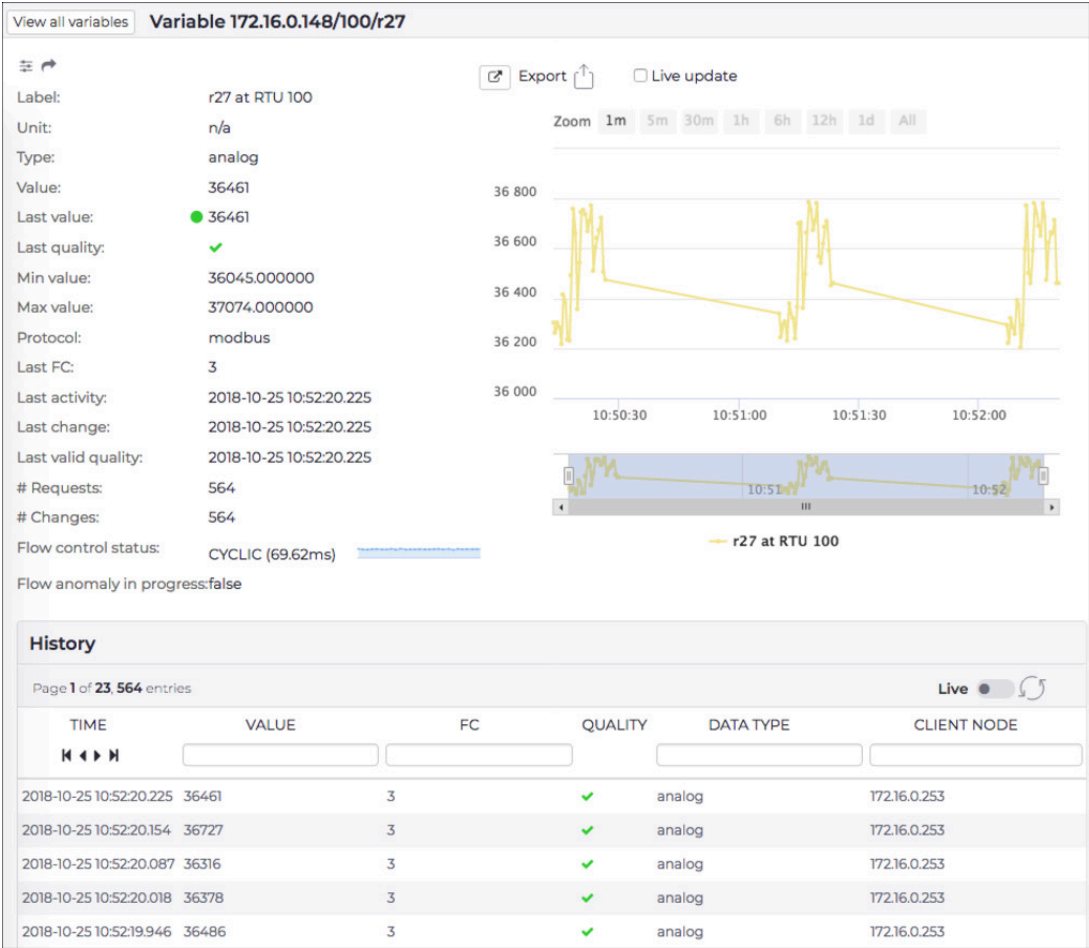 View all variables Variable 172.16.0.148/100/r27
Export Live update
Label: r27 at RTU 100
Unit: n/a
Type: analog
Value: 36461
Last value: 36461
Last quality:
Min value: 36045.000000
Max value: 37074.000000
Protocol: modbus
Last FC: 3
Last activity: 2018-10-25 10:52:20.225
Last change: 2018-10-25 10:52:20.225
Last valid quality: 2018-10-25 10:52:20.225
# Requests: 564
# Changes: 564
Flow control status: CYCLIC (69.62ms)
Flow anomaly in progress:false
Zoom 1m 5m 30m 1h 6h 12h 1d All
36 800
36 600
36 400
36 200
36 000
10:50:30 10:51:00 10:51:30 10:52:00
10:51 10:52
r27 at RTU 100
History
Page 1 of 23, 564 entries Live
TIME VALUE FC QUALITY DATA TYPE CLIENT NODE
2018-10-25 10:52:20.225 36461 3 analog 172.16.0.253
2018-10-25 10:52:20.154 36727 3 analog 172.16.0.253
2018-10-25 10:52:20.087 36316 3 analog 172.16.0.253
2018-10-25 10:52:20.018 36378 3 analog 172.16.0.253
2018-10-25 10:52:19.946 36486 3 analog 172.16.0.253